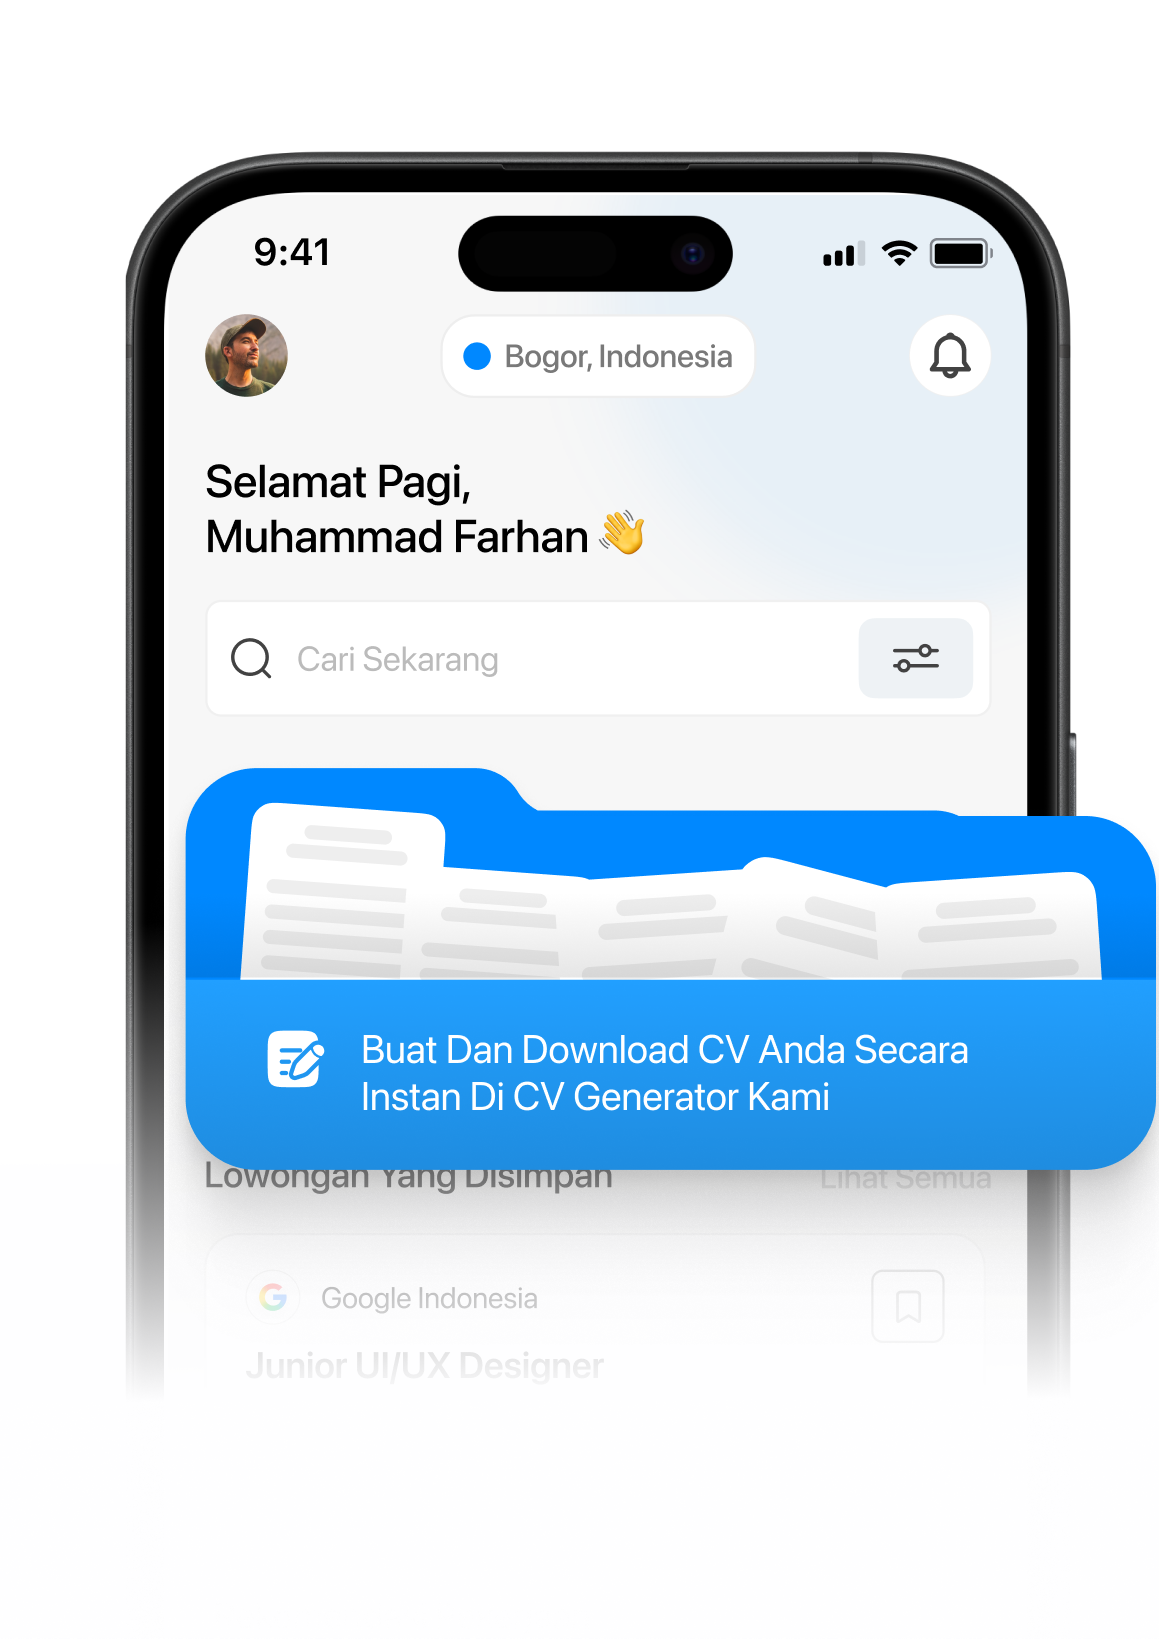 9:41
Bogor, Indonesia
Selamat Pagi,
Muhammad Farhan 👋
Cari Sekarang
Buat Dan Download CV Anda Secara
Instan Di CV Generator Kami
Lowongan Yang Disimpan
Lihat Semua
Google Indonesia
Junior UI/UX Designer